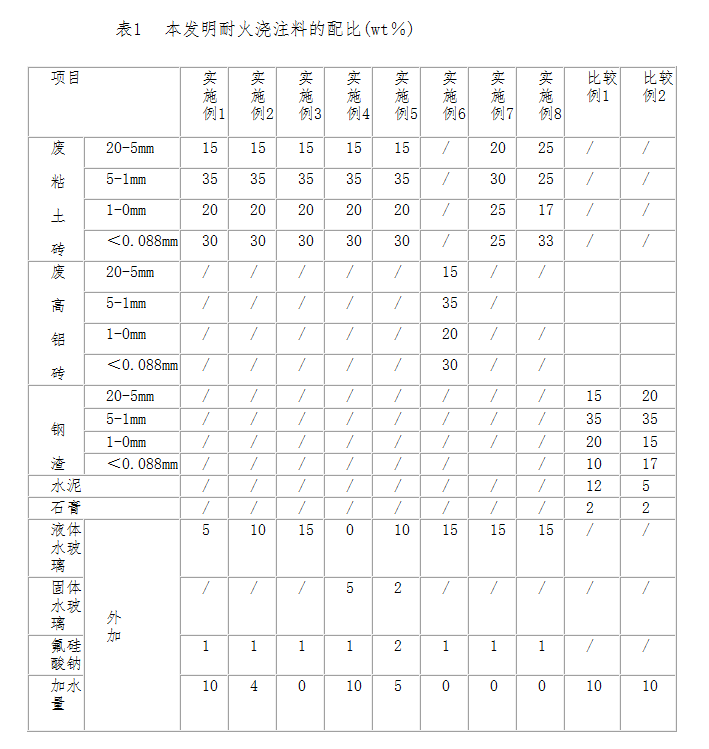 表1 本发明耐火浇注料的配比(wt%)
项目 实施例1 实施例2 实施例3 实施例4 实施例5 实施例6 实施例7 实施例8 比较例1 比较例2
废粘土砖 20-5mm 15 15 15 15 15 / 20 25 / /
5-1mm 35 35 35 35 35 / 30 25 / /
1-0mm 20 20 20 20 20 / 25 17 / /
<0.088mm 30 30 30 30 30 / 25 33 / /
废高铝砖 20-5mm / / / / / 15 / /
5-1mm / / / / / 35 /
1-0mm / / / / / 20 / /
<0.088mm / / / / / 30 / /
钢渣 20-5mm / / / / / / / / 15 20
5-1mm / / / / / / / / 35 35
1-0mm / / / / / / / / 20 15
<0.088mm / / / / / / / 10 17
水泥 / / / / / / / / 12 5
石膏 / / / / / / / / 2 2
液体水玻璃 外加 5 10 15 0 10 15 15 15 / /
固体水玻璃 / / / 5 2 / / / / /
氟硅酸钠 1 1 1 1 2 1 1 1 / /
加水量 10 4 0 10 5 0 0 0 10 10